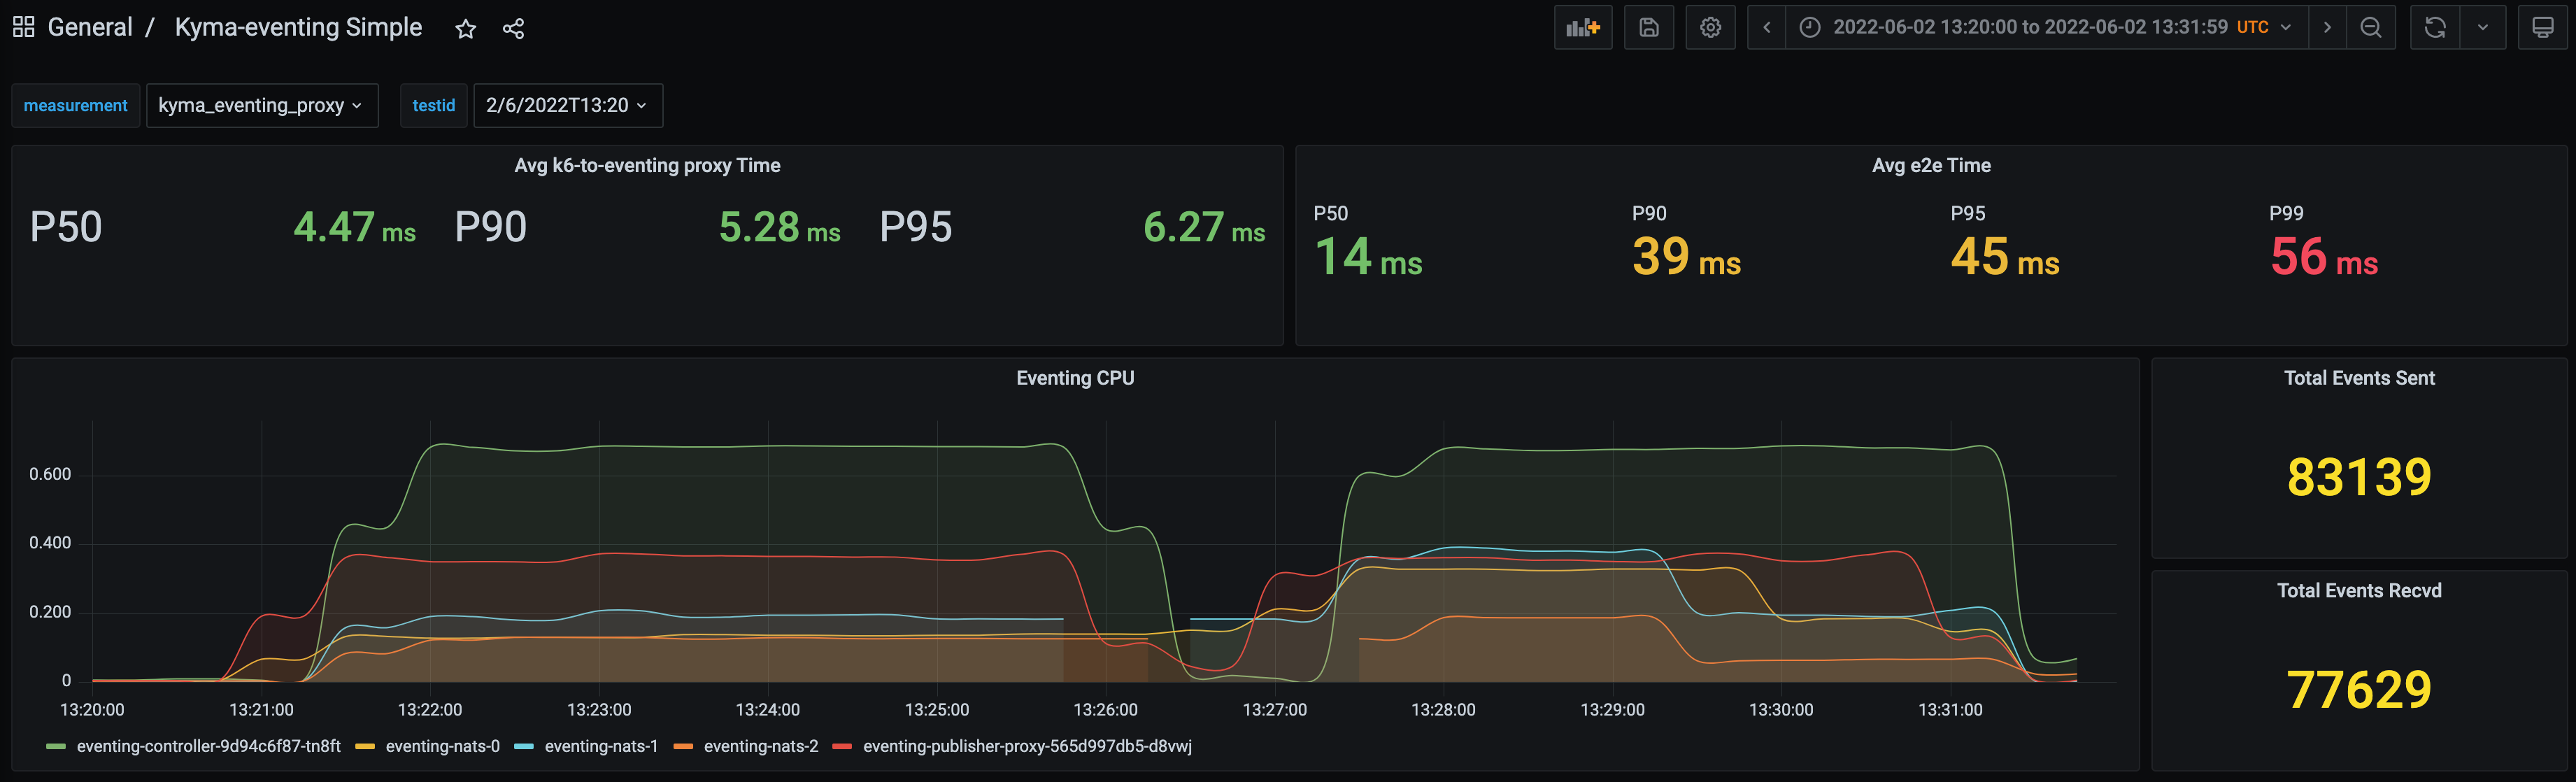 General / Kyma-eventing Simple
2022-06-02 13:20:00 to 2022-06-02 13:31:59 UTC
measurement kyma_eventing_proxy testid 2/6/2022T13:20
Avg k6-to-eventing proxy Time
P50 4.47 ms P90 5.28 ms P95 6.27 ms
Avg e2e Time
P50 P90 P95 P99
14 ms 39 ms 45 ms 56 ms
Eventing CPU
0.600
0.400
0.200
0
13:20:00 13:21:00 13:22:00 13:23:00 13:24:00 13:25:00 13:26:00 13:27:00 13:28:00 13:29:00 13:30:00 13:31:00
eventing-controller-9d94c6f87-tn8ft eventing-nats-0 eventing-nats-1 eventing-nats-2 eventing-publisher-proxy-565d997db5-d8vwj
Total Events Sent
83139
Total Events Recvd
77629